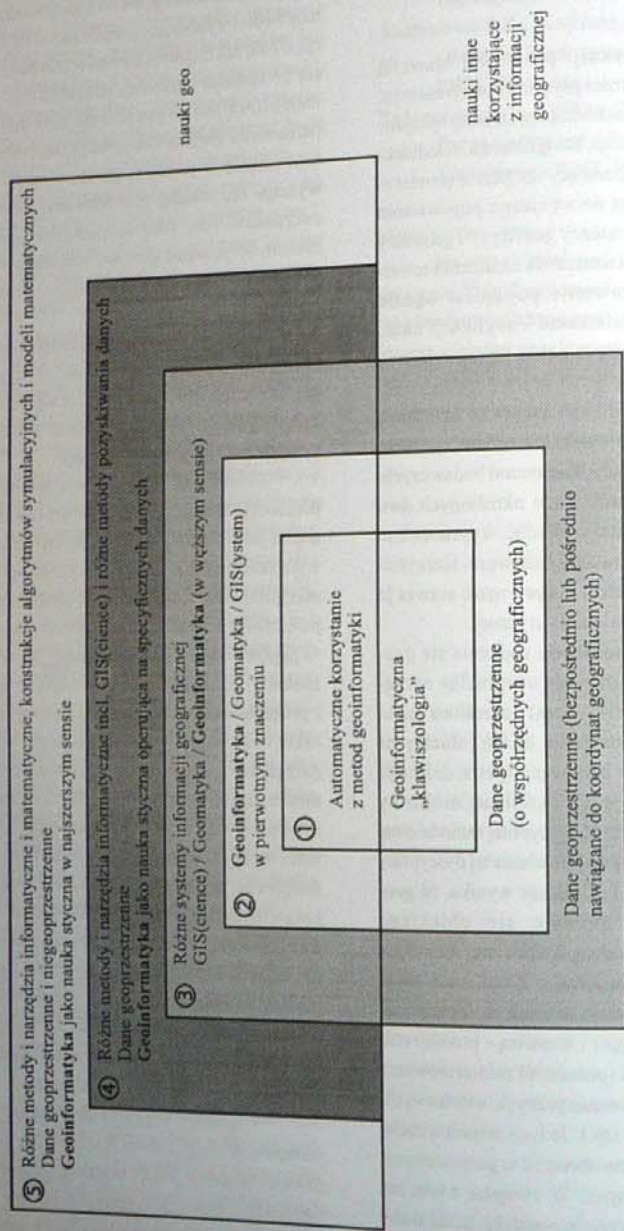 ⑤ Różne metody i narzędzia informatyczne i matematyczne, konstrukcje algorytmów symulacyjnych i modeli matematycznych
Dane geoprzestrzenne i niegeoprzestrzenne
Geoinformatyka jako nauka styczna w najszerszym sensie
④ Różne metody i narzędzia informatyczne incl. GIS(cience) i różne metody pozyskiwania danych
Dane geoprzestrzenne
Geoinformatyka jako nauka styczna operująca na specyficznych danych
③ Różne systemy informacji geograficznej
GIS(cience) / Geomatyka / Geoinformatyka (w węższym sensie)
② Geoinformatyka / Geomatyka / GIS(ystem)
w pierwotnym znaczeniu
①
Automatyczne korzystanie
z metod geoinformatyki
Geoinformatyczna
„klawiszologia”
Dane geoprzestrzenne
(o współrzędnych geograficznych)
Dane geoprzestrzenne (bezpośrednio lub pośrednio
nawiązane do koordynat geograficznych)
nauki geo
nauki inne
korzystające
z informacji
geograficznej